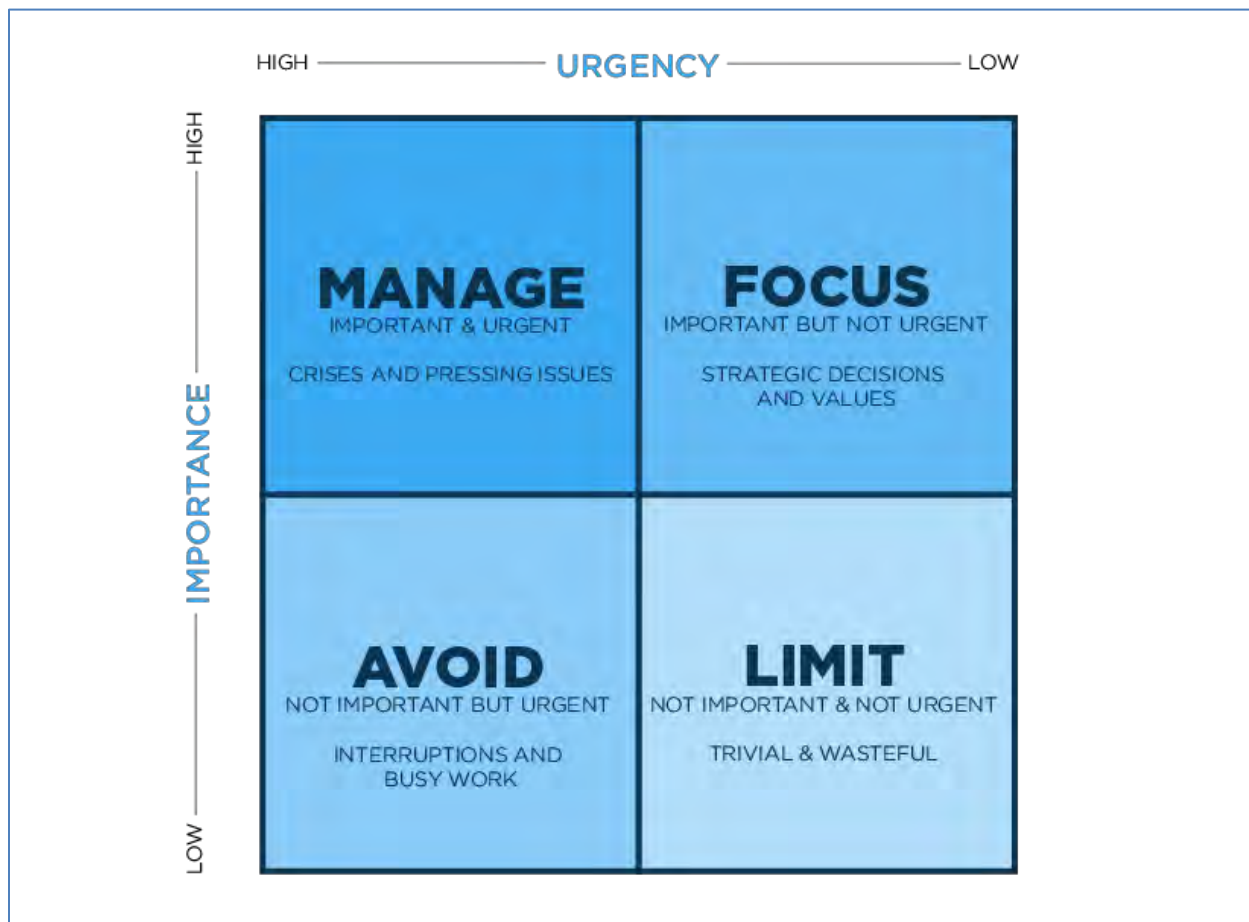 HIGH URGENCY LOW
HIGH
IMPORTANCE
LOW
MANAGE
IMPORTANT & URGENT
CRISES AND PRESSING ISSUES
FOCUS
IMPORTANT BUT NOT URGENT
STRATEGIC DECISIONS
AND VALUES
AVOID
NOT IMPORTANT BUT URGENT
INTERRUPTIONS AND
BUSY WORK
LIMIT
NOT IMPORTANT & NOT URGENT
TRIVIAL & WASTEFUL